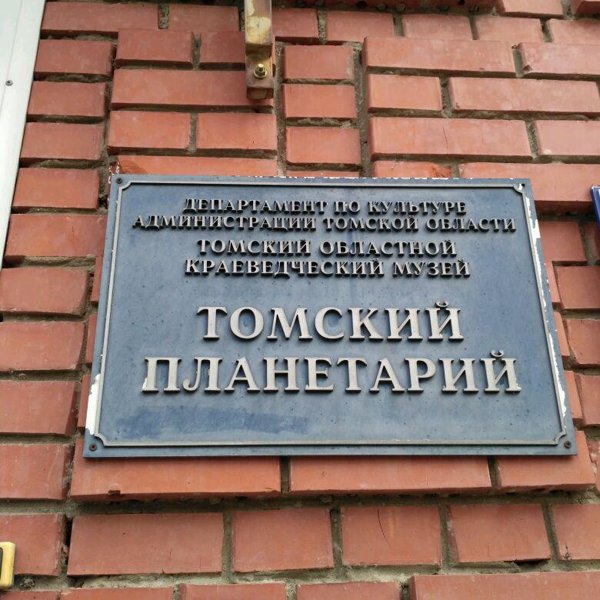 ДЕПАРТАМЕНТ ПО КУЛЬТУРЕ
АДМИНИСТРАЦИИ ТОМСКОЙ ОБЛАСТИ
ТОМСКИЙ ОБЛАСТНОЙ
КРАЕВЕДЧЕСКИЙ МУЗЕЙ
ТОМСКИЙ
ПЛАНЕТАРИЙ